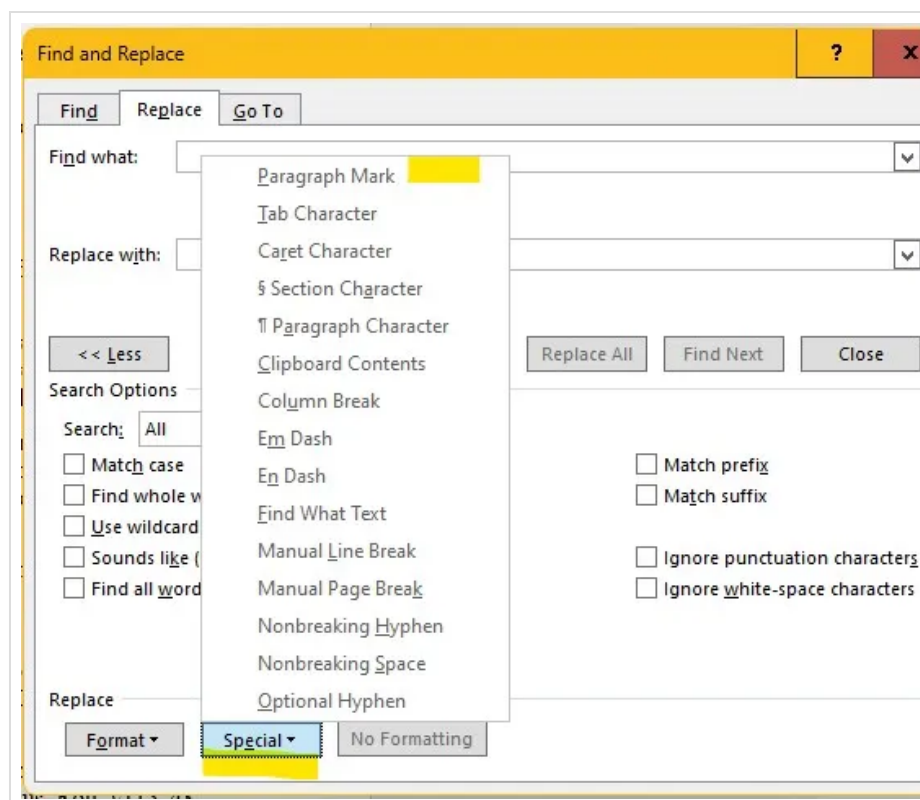 Find and Replace ? x
Find Replace Go To
Find what:
Paragraph Mark
Tab Character
Replace with: Caret Character
§ Section Character
¶ Paragraph Character
<< Less Replace All Find Next Close
Clipboard Contents
Search Options
Column Break
Search: All
Em Dash
Match case Match prefix
En Dash
Find whole w Match suffix
Find What Text
Use wildcard
Manual Line Break
Sounds like ( Ignore punctuation characters
Manual Page Break
Find all word Ignore white-space characters
Nonbreaking Hyphen
Nonbreaking Space
Replace
Optional Hyphen
Format Special No Formatting